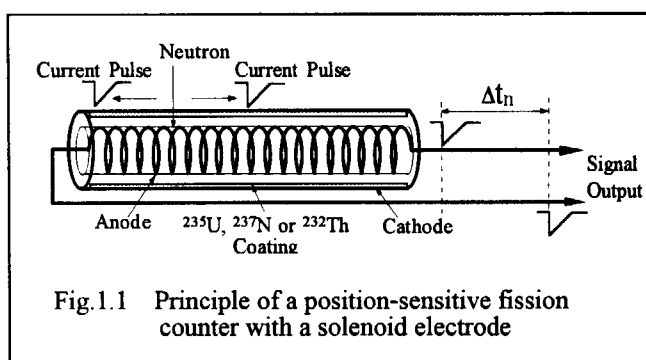 Neutron
Current Pulse Current Pulse
Δtn
Signal
Output
Anode ²³⁵U, ²³⁷N or ²³²Th Cathode
Coating
Fig.1.1 Principle of a position-sensitive fission
counter with a solenoid electrode